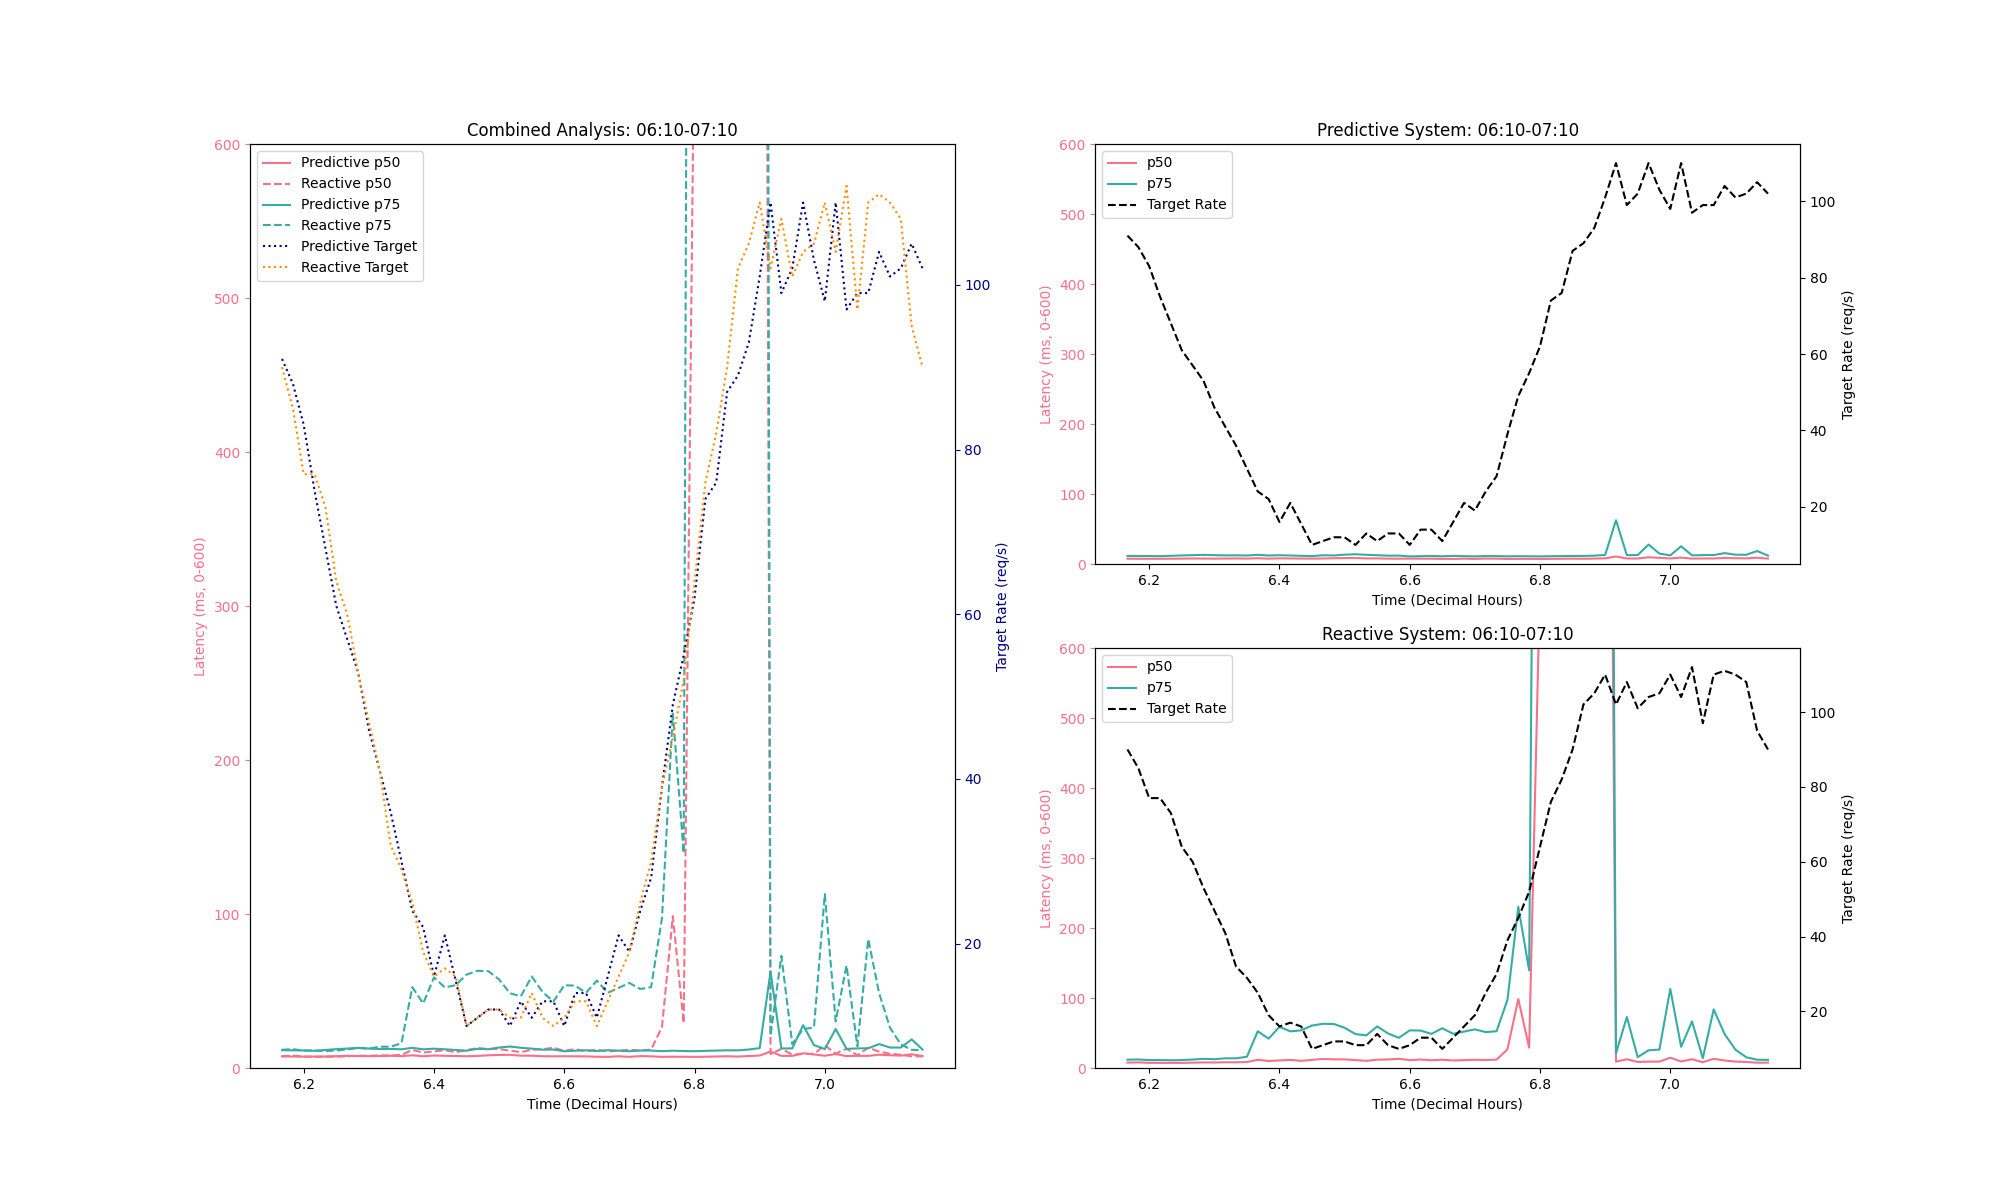 Combined Analysis: 06:10-07:10
Predictive p50
Reactive p50
Predictive p75
Reactive p75
Predictive Target
Reactive Target
600
500
400
300
200
100
0
Latency (ms, 0-600)
100
80
60
40
20
Target Rate (req/s)
6.2 6.4 6.6 6.8 7.0
Time (Decimal Hours)
Predictive System: 06:10-07:10
p50
p75
Target Rate
600
500
400
300
200
100
0
Latency (ms, 0-600)
100
80
60
40
20
Target Rate (req/s)
6.2 6.4 6.6 6.8 7.0
Time (Decimal Hours)
Reactive System: 06:10-07:10
p50
p75
Target Rate
600
500
400
300
200
100
0
Latency (ms, 0-600)
100
80
60
40
20
Target Rate (req/s)
6.2 6.4 6.6 6.8 7.0
Time (Decimal Hours)